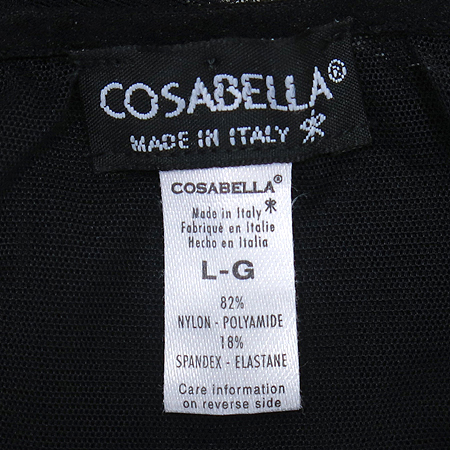 COSABELLA®
MADE IN ITALY
COSABELLA®
Made in Italy
Fabriqué en Italie
Hecho en Italia
L-G
82%
NYLON - POLYAMIDE
18%
SPANDEX - ELASTANE
Care information
on reverse side